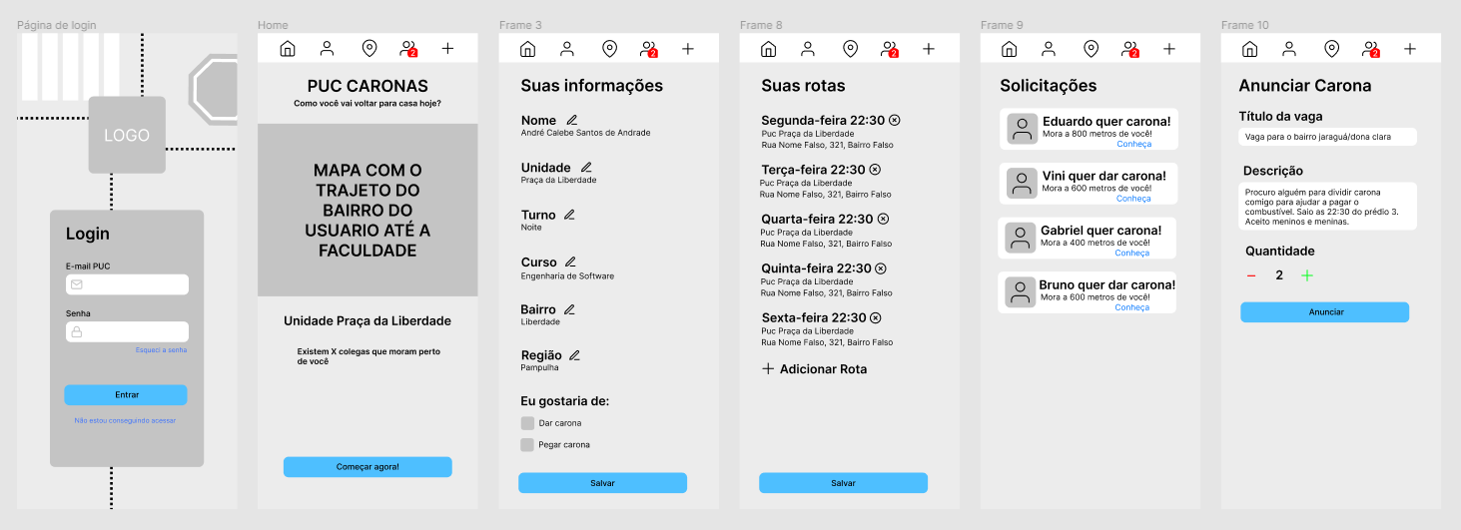 Página de login
LOGO
Login
E-mail PUC
Senha
Esqueci a senha
Entrar
Não estou conseguindo acessar
Home
2
PUC CARONAS
Como você vai voltar para casa hoje?
MAPA COM O
TRAJETO DO
BAIRRO DO
USUARIO ATÉ A
FACULDADE
Unidade Praça da Liberdade
Existem X colegas que moram perto
de você
Começar agora!
Frame 3
2
Suas informações
Nome
André Calebe Santos de Andrade
Unidade
Praça da Liberdade
Turno
Noite
Curso
Engenharia de Software
Bairro
Liberdade
Região
Pampulha
Eu gostaria de:
Dar carona
Pegar carona
Salvar
Frame 8
2
Suas rotas
Segunda-feira 22:30
Puc Praça da Liberdade
Rua Nome Falso, 321, Bairro Falso
Terça-feira 22:30
Puc Praça da Liberdade
Rua Nome Falso, 321, Bairro Falso
Quarta-feira 22:30
Puc Praça da Liberdade
Rua Nome Falso, 321, Bairro Falso
Quinta-feira 22:30
Puc Praça da Liberdade
Rua Nome Falso, 321, Bairro Falso
Sexta-feira 22:30
Puc Praça da Liberdade
Rua Nome Falso, 321, Bairro Falso
+ Adicionar Rota
Salvar
Frame 9
2
Solicitações
Eduardo quer carona!
Mora a 800 metros de você!
Conheça
Vini quer dar carona!
Mora a 600 metros de você!
Conheça
Gabriel quer carona!
Mora a 400 metros de você!
Conheça
Bruno quer dar carona!
Mora a 600 metros de você!
Conheça
Frame 10
2
Anunciar Carona
Título da vaga
Vaga para o bairro jaraguá/dona clara
Descrição
Procuro alguém para dividir carona
comigo para ajudar a pagar o
combustível. Saio as 22:30 do prédio 3.
Aceito meninos e meninas.
Quantidade
− 2 +
Anunciar